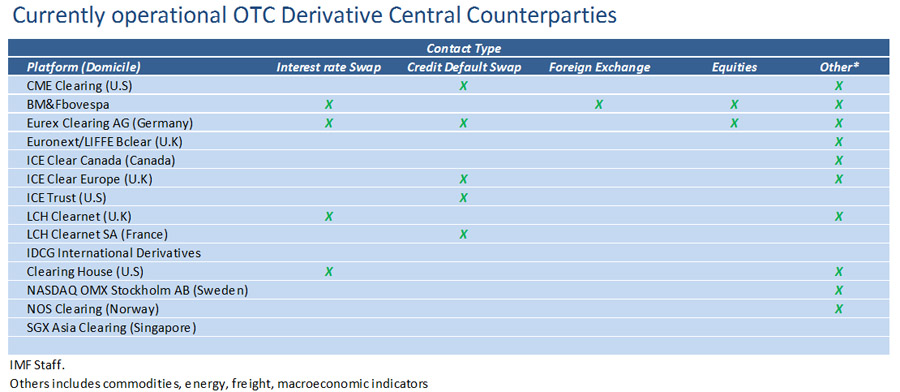 Currently operational OTC Derivative Central Counterparties
Contact Type
Platform (Domicile) Interest rate Swap Credit Default Swap Foreign Exchange Equities Other*
CME Clearing (U.S) X X
BM&Fbovespa X X X X
Eurex Clearing AG (Germany) X X X X
Euronext/LIFFE Bclear (U.K) X
ICE Clear Canada (Canada) X
ICE Clear Europe (U.K) X X
ICE Trust (U.S) X
LCH Clearnet (U.K) X X
LCH Clearnet SA (France) X
IDCG International Derivatives
Clearing House (U.S) X X
NASDAQ OMX Stockholm AB (Sweden) X
NOS Clearing (Norway) X
SGX Asia Clearing (Singapore)
IMF Staff.
Others includes commodities, energy, freight, macroeconomic indicators